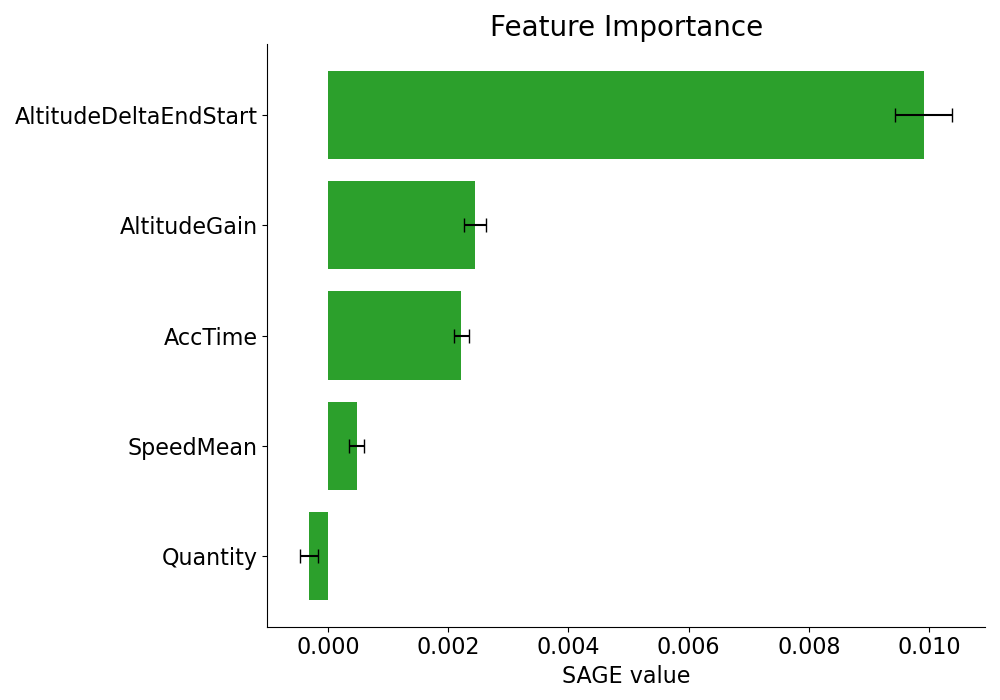 Feature Importance
AltitudeDeltaEndStart
AltitudeGain
AccTime
SpeedMean
Quantity
0.000 0.002 0.004 0.006 0.008 0.010
SAGE value